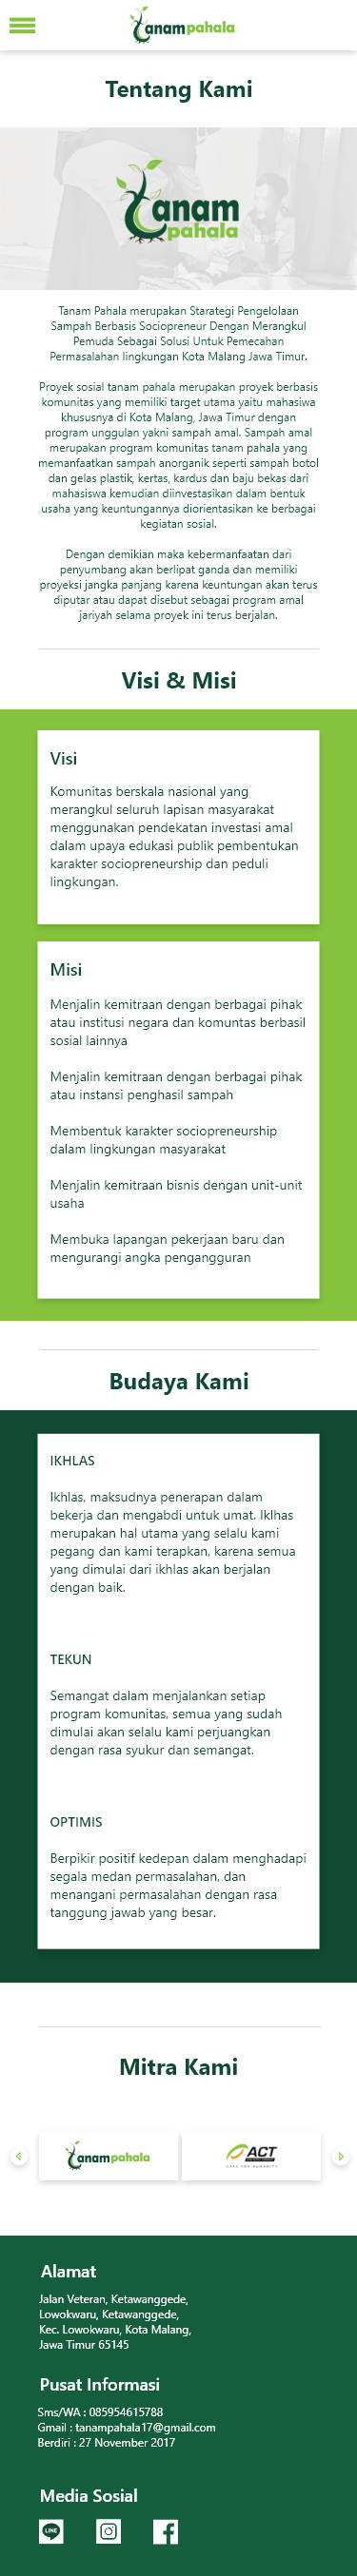 Tanam pahala
Tentang Kami
Tanam
pahala
Tanam Pahala merupakan Starategi Pengelolaan
Sampah Berbasis Sociopreneur Dengan Merangkul
Pemuda Sebagai Solusi Untuk Pemecahan
Permasalahan lingkungan Kota Malang Jawa Timur.
Proyek sosial tanam pahala merupakan proyek berbasis
komunitas yang memiliki target utama yaitu mahasiwa
khususnya di Kota Malang, Jawa Timur dengan
program unggulan yakni sampah amal. Sampah amal
merupakan program komunitas tanam pahala yang
memanfaatkan sampah anorganik seperti sampah botol
dan gelas plastik, kertas, kardus dan baju bekas dari
mahasiswa kemudian diinvestasikan dalam bentuk
usaha yang keuntungannya diorientasikan ke berbagai
kegiatan sosial.
Dengan demikian maka kebermanfaatan dari
penyumbang akan berlipat ganda dan memiliki
proyeksi jangka panjang karena keuntungan akan terus
diputar atau dapat disebut sebagai program amal
jariyah selama proyek ini terus berjalan.
Visi & Misi
Visi
Komunitas berskala nasional yang
merangkul seluruh lapisan masyarakat
menggunakan pendekatan investasi amal
dalam upaya edukasi publik pembentukan
karakter sociopreneurship dan peduli
lingkungan.
Misi
Menjalin kemitraan dengan berbagai pihak
atau institusi negara dan komuntas berbasil
sosial lainnya
Menjalin kemitraan dengan berbagai pihak
atau instansi penghasil sampah
Membentuk karakter sociopreneurship
dalam lingkungan masyarakat
Menjalin kemitraan bisnis dengan unit-unit
usaha
Membuka lapangan pekerjaan baru dan
mengurangi angka pengangguran
Budaya Kami
IKHLAS
Ikhlas, maksudnya penerapan dalam
bekerja dan mengabdi untuk umat. Iklhas
merupakan hal utama yang selalu kami
pegang dan kami terapkan, karena semua
yang dimulai dari ikhlas akan berjalan
dengan baik.
TEKUN
Semangat dalam menjalankan setiap
program komunitas, semua yang sudah
dimulai akan selalu kami perjuangkan
dengan rasa syukur dan semangat.
OPTIMIS
Berpikir positif kedepan dalam menghadapi
segala medan permasalahan, dan
menangani permasalahan dengan rasa
tanggung jawab yang besar.
Mitra Kami
Tanam pahala
ACT
Alamat
Jalan Veteran, Ketawanggede,
Lowokwaru, Ketawanggede,
Kec. Lowokwaru, Kota Malang,
Jawa Timur 65145
Pusat Informasi
Sms/WA : 085954615788
Gmail : tanampahala17@gmail.com
Berdiri : 27 November 2017
Media Sosial
LINE